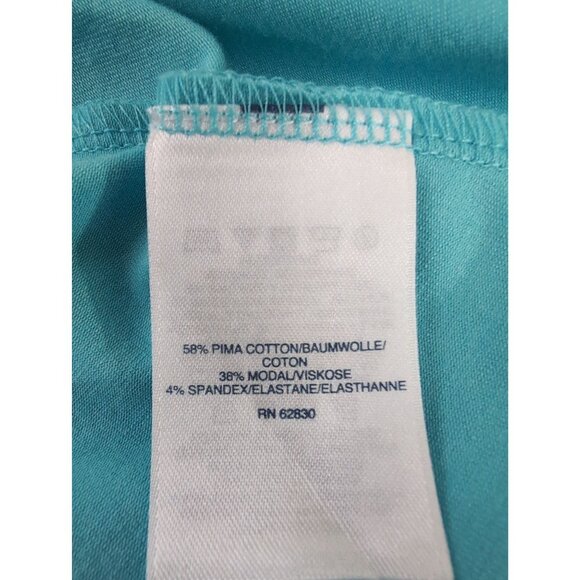 58% PIMA COTTON/BAUMWOLLE/
COTON
38% MODAL/VISKOSE
4% SPANDEX/ELASTANE/ELASTHANNE
RN 62830